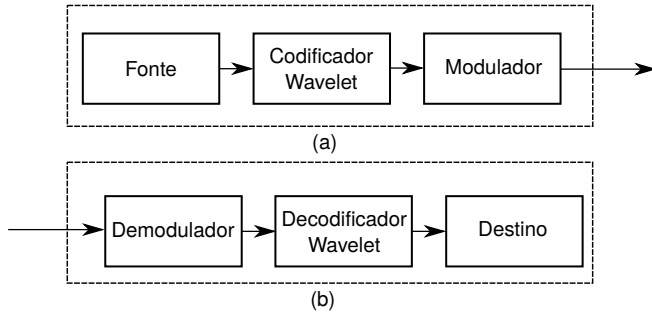 Fonte
Codificador
Wavelet
Modulador
(a)
Demodulador
Decodificador
Wavelet
Destino
(b)